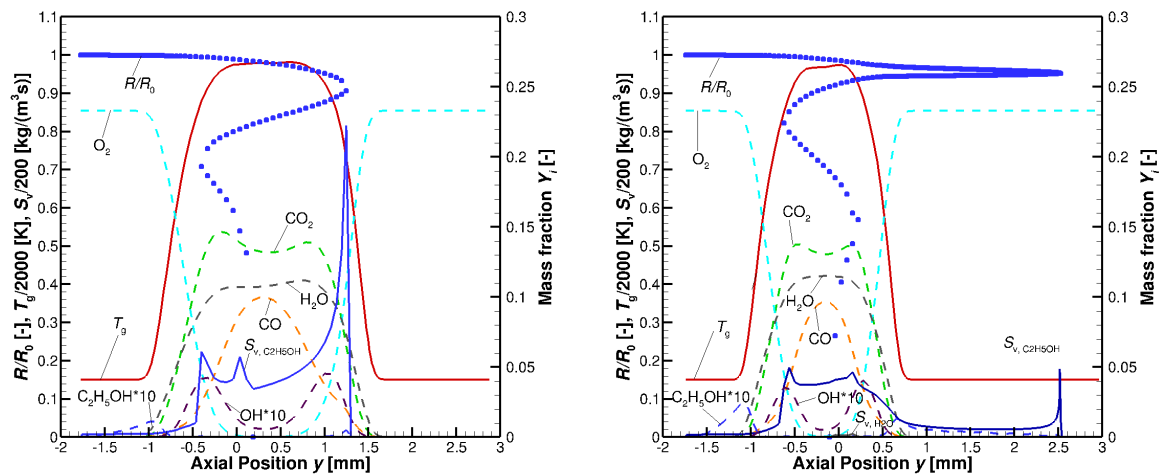 R/R0 [-], Tg/2000 [K], Sv/200 [kg/(m3s)]
1.1
1
0.9
0.8
0.7
0.6
0.5
0.4
0.3
0.2
0.1
0
-2 -1.5 -1 -0.5 0 0.5 1 1.5 2 2.5 3
Axial Position y [mm]
0.3
0.25
0.2
0.15
0.1
0.05
0
Mass fraction Yi [-]
R/R0
O2
CO2
H2O
CO
Tg
Sv, C2H5OH
C2H5OH*10
OH*10
R/R0 [-], Tg/2000 [K], Sv/200 [kg/(m3s)]
1.1
1
0.9
0.8
0.7
0.6
0.5
0.4
0.3
0.2
0.1
0
-2 -1.5 -1 -0.5 0 0.5 1 1.5 2 2.5 3
Axial Position y [mm]
0.3
0.25
0.2
0.15
0.1
0.05
0
Mass fraction Yi [-]
R/R0
O2
CO2
H2O
Tg
CO
Sv, C2H5OH
C2H5OH*10
OH*10
Sv, H2O